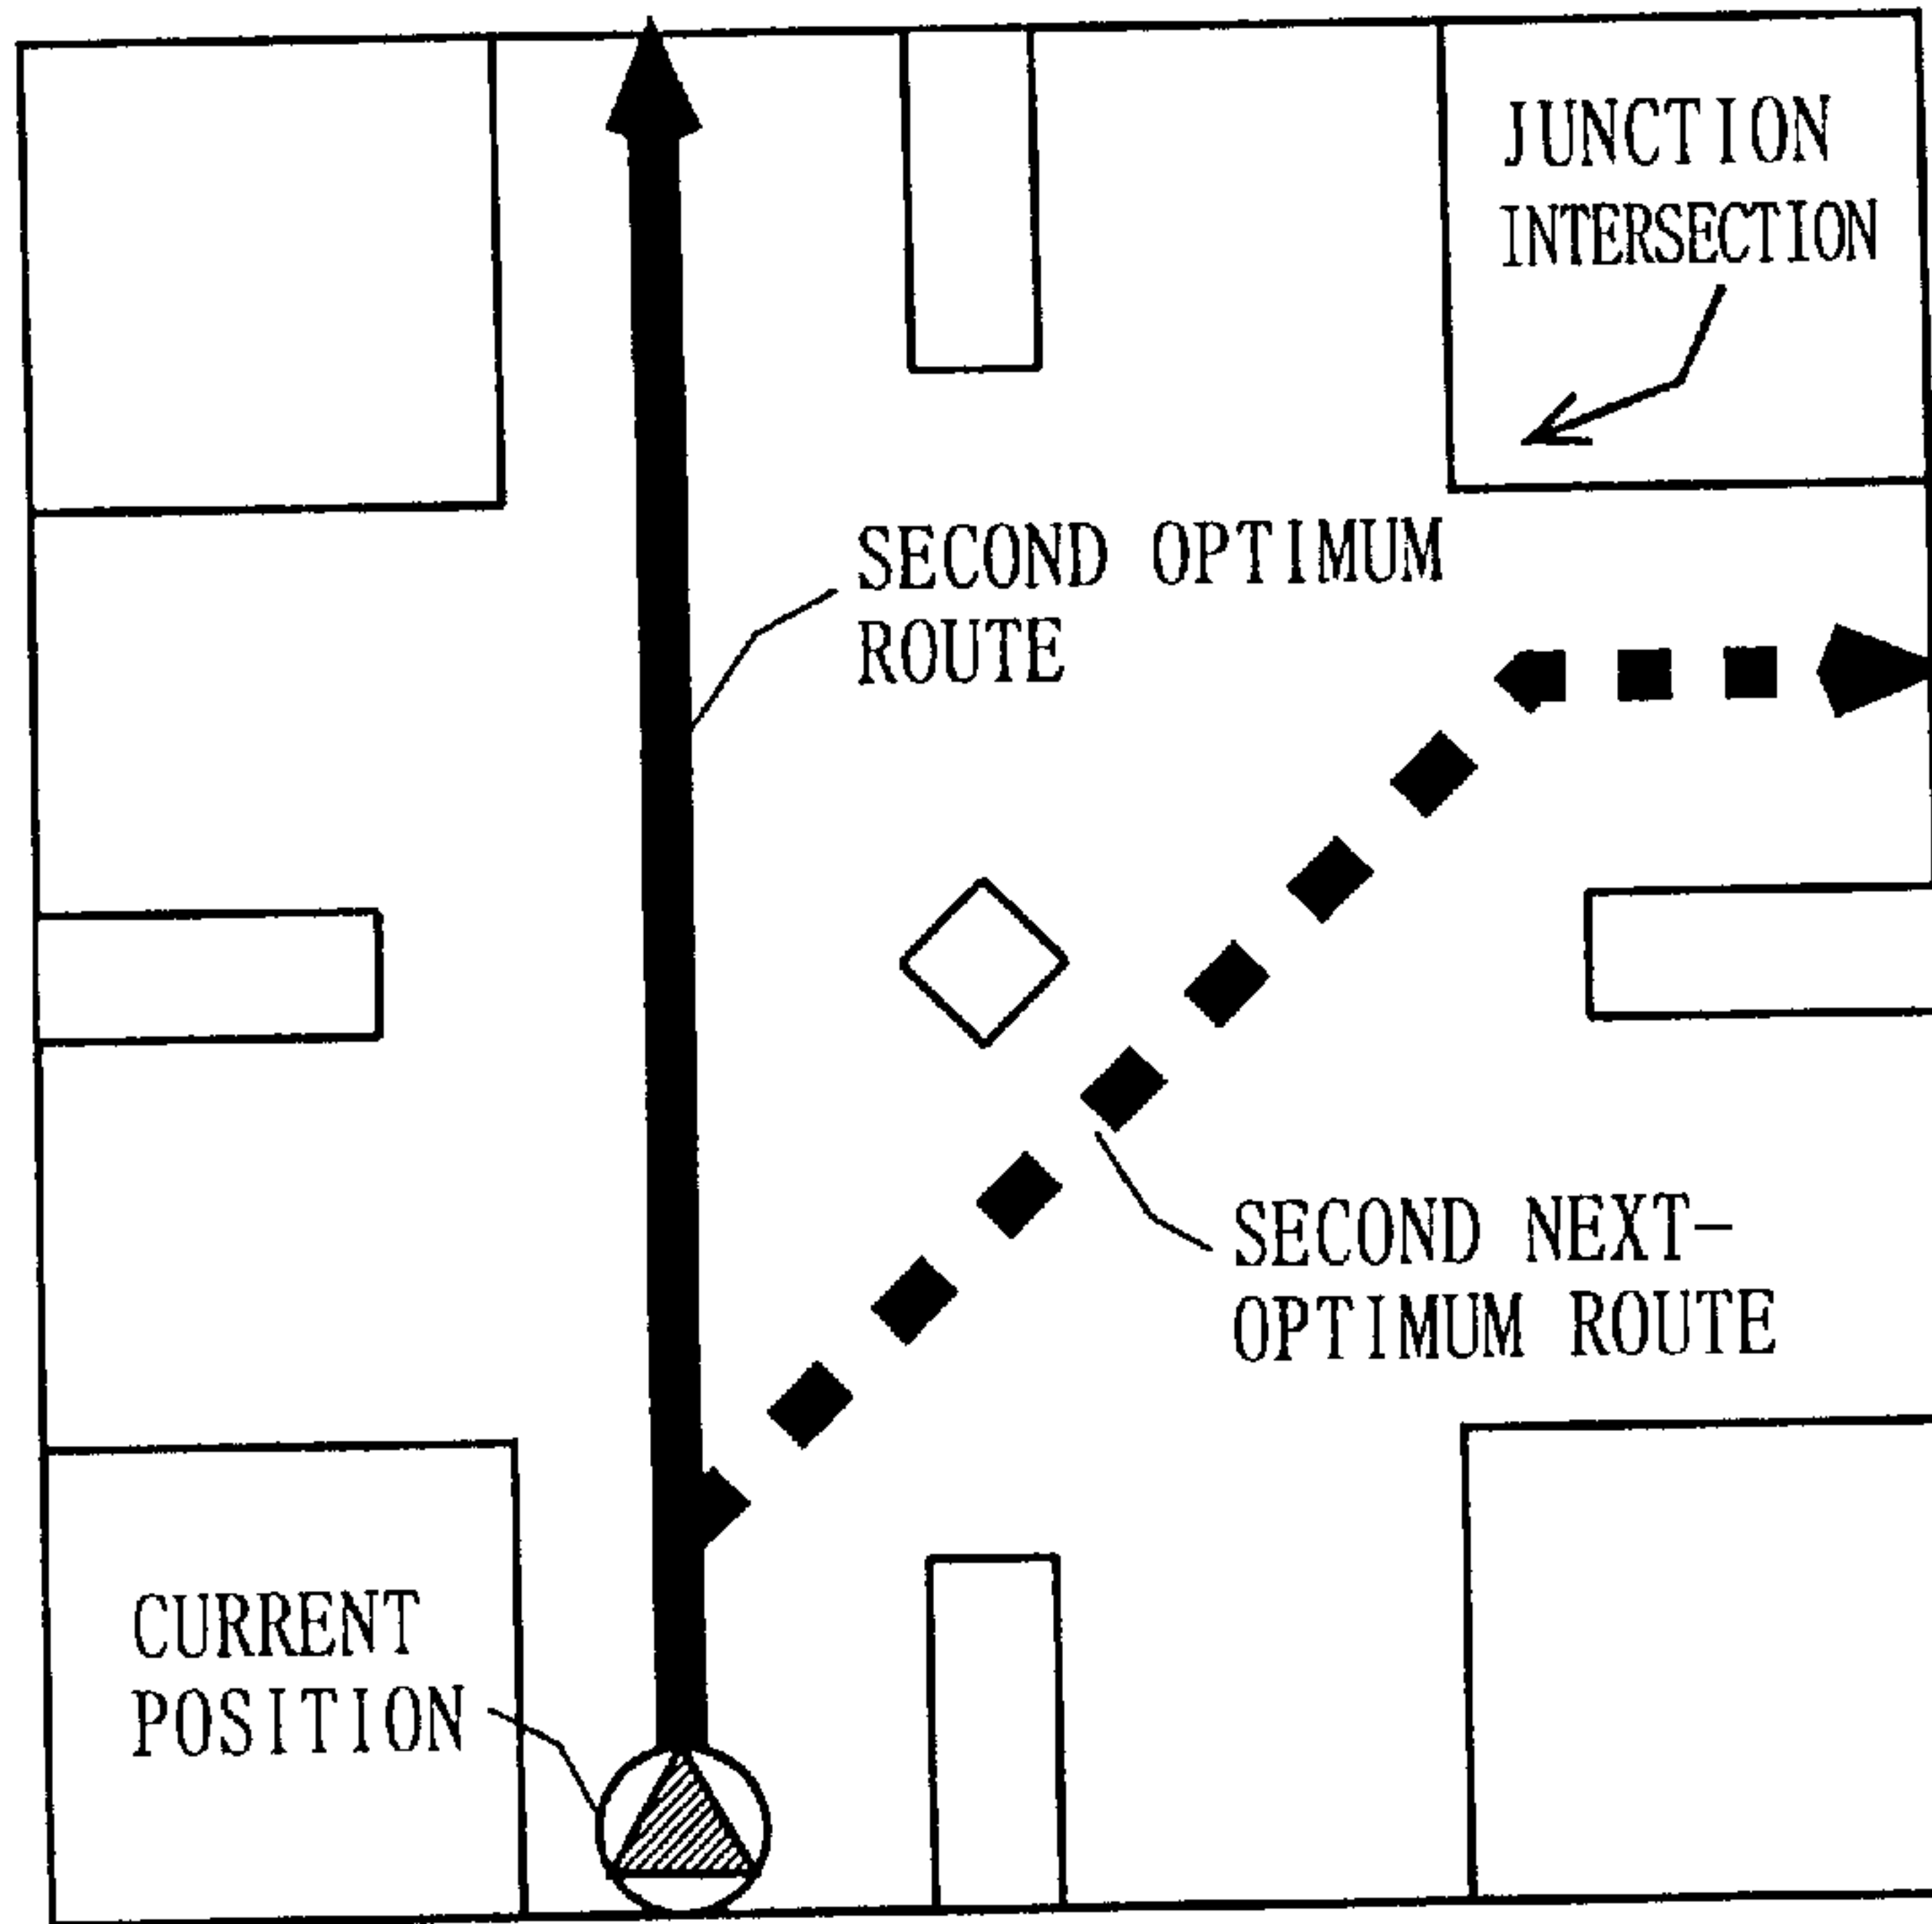 JUNCTION
INTERSECTION
SECOND OPTIMUM
ROUTE
SECOND NEXT-
OPTIMUM ROUTE
CURRENT
POSITION